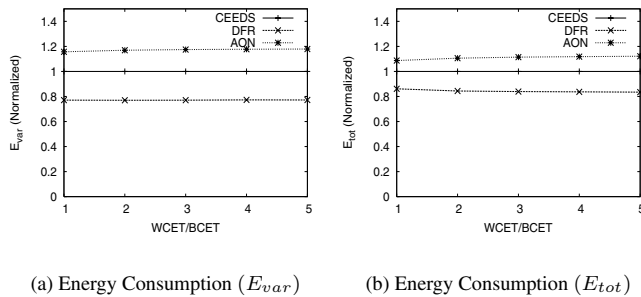 1.4
1.2
1
0.8
0.6
0.4
0.2
0
E_var (Normalized)
CEEDS
DFR
AON
1 2 3 4 5
WCET/BCET
(a) Energy Consumption (E_var)
1.4
1.2
1
0.8
0.6
0.4
0.2
0
E_tot (Normalized)
CEEDS
DFR
AON
1 2 3 4 5
WCET/BCET
(b) Energy Consumption (E_tot)